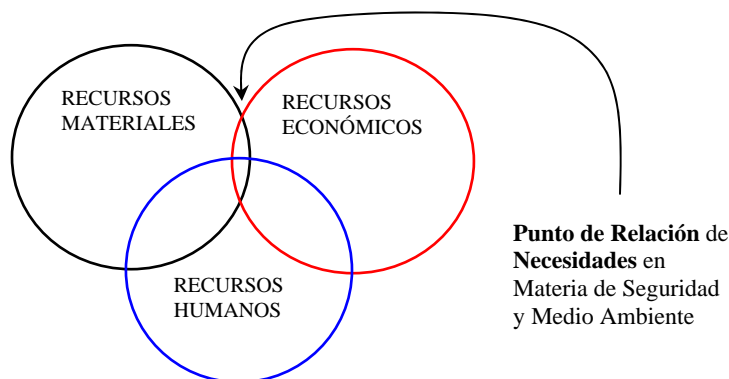 RECURSOS
MATERIALES
RECURSOS
ECONÓMICOS
RECURSOS
HUMANOS
Punto de Relación de
Necesidades en
Materia de Seguridad
y Medio Ambiente